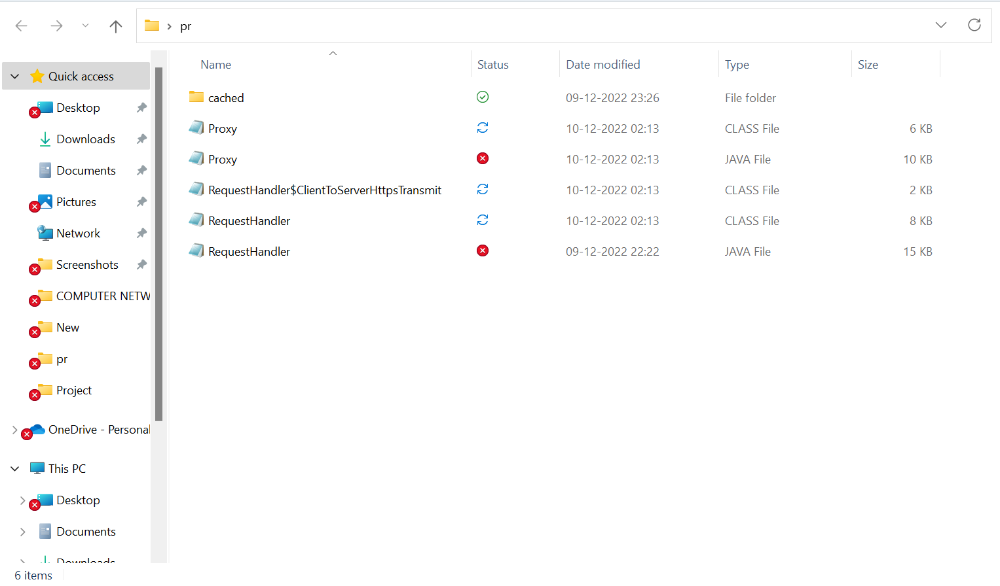 pr
Name Status Date modified Type Size
Quick access
Desktop
Downloads
Documents
Pictures
Network
Screenshots
COMPUTER NETW
New
pr
Project
OneDrive - Personal
This PC
Desktop
Documents
Downloads
cached 09-12-2022 23:26 File folder
Proxy 10-12-2022 02:13 CLASS File 6 KB
Proxy 10-12-2022 02:13 JAVA File 10 KB
RequestHandler$ClientToServerHttpsTransmit 10-12-2022 02:13 CLASS File 2 KB
RequestHandler 10-12-2022 02:13 CLASS File 8 KB
RequestHandler 09-12-2022 22:22 JAVA File 15 KB
6 items